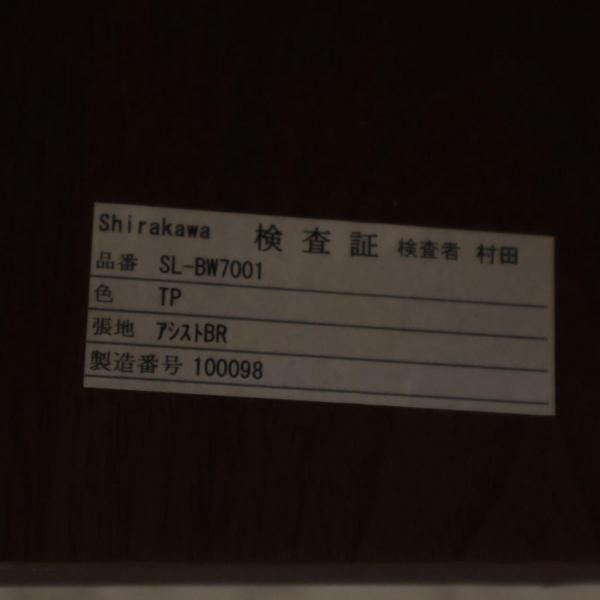 Shirakawa 検査証 検査者 村田
品番 SL-BW7001
色 TP
張地 ｱｼｽﾄBR
製造番号 100098